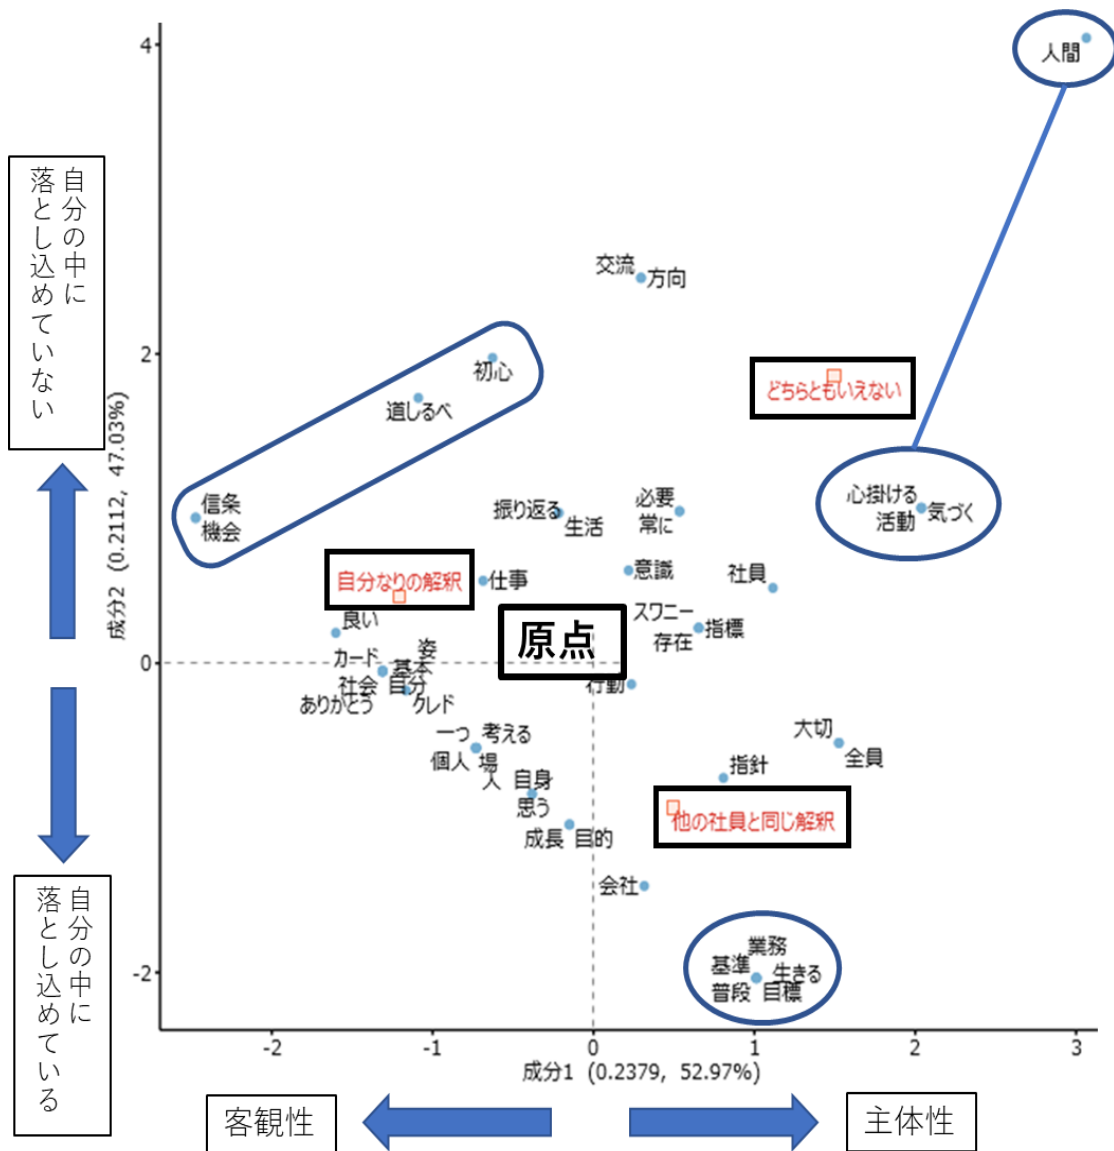 4
人間
自分の中に
落とし込めていない
交流
方向
2
初心
道しるべ
どちらともいえない
成分2 (0.2112, 47.03%)
信条
機会
心掛ける
活動
気づく
振り返る
生活
必要
常に
自分なりの解釈
仕事
意識
社員
良い
スワニー
存在
指標
原点
姿
0
カード
基本
社会
自分
ありがとう
クレド
行動
一つ
考える
個人
場
人
自身
思う
大切
全員
指針
他の社員と同じ解釈
成長
目的
会社
自分の中に
落とし込めている
業務
基準
生きる
普段
目標
-2
-2
-1
0
1
2
3
成分1 (0.2379, 52.97%)
客観性
主体性